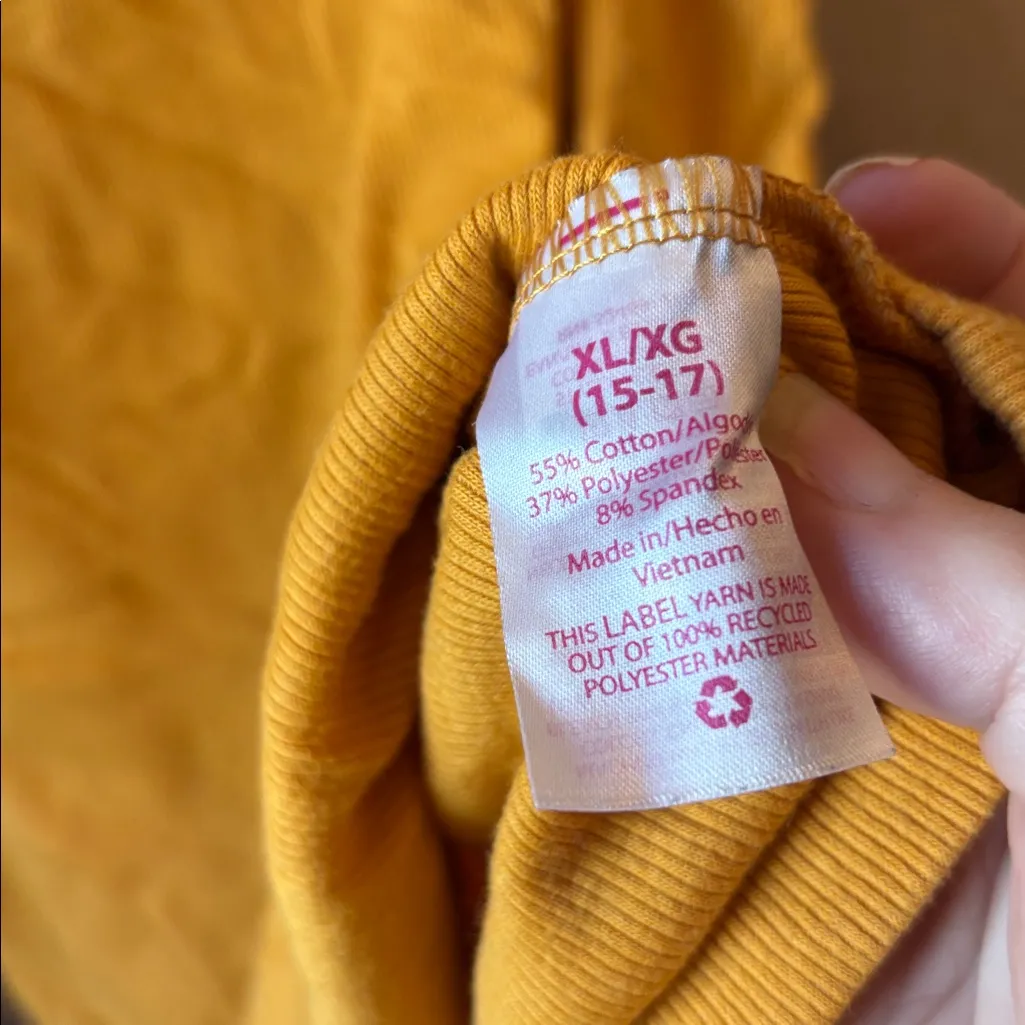 XL/XG
(15-17)
55% Cotton/Algod
37% Polyester/Poliéster
8% Spandex
Made in/Hecho en
Vietnam
THIS LABEL YARN IS MADE
OUT OF 100% RECYCLED
POLYESTER MATERIALS